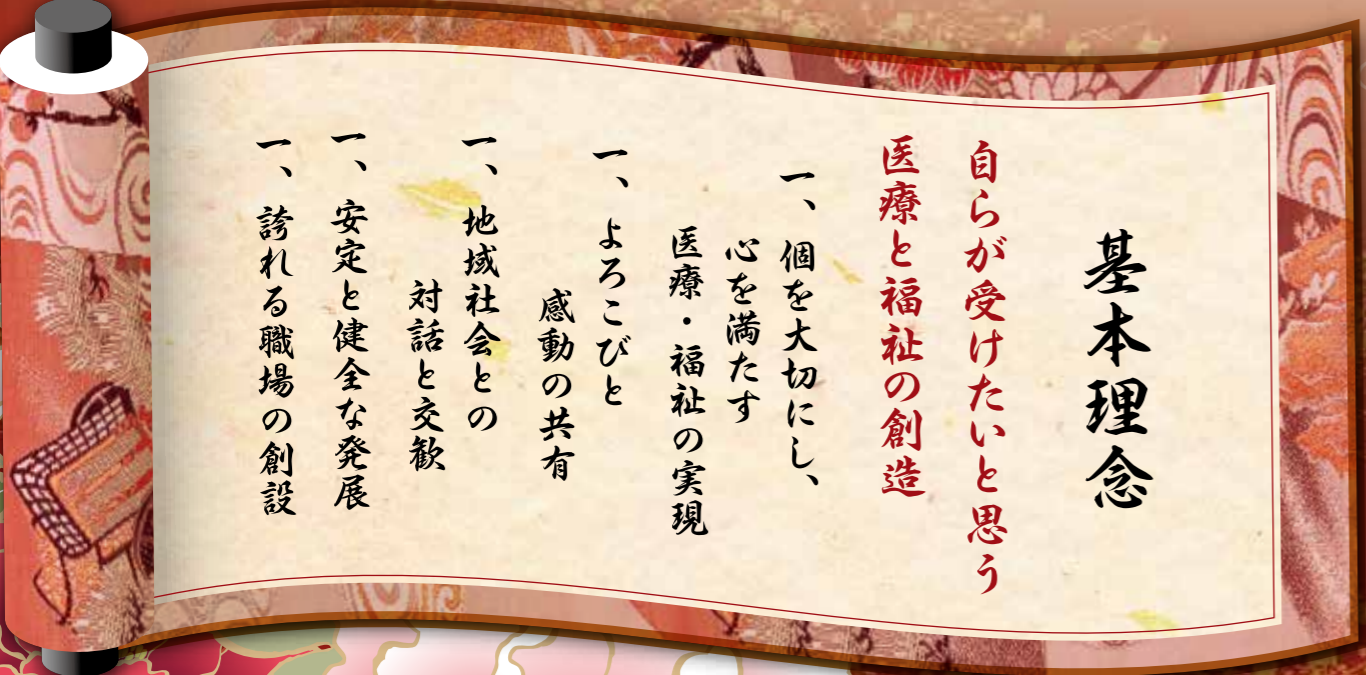 基本理念
自らが受けたいと思う
医療と福祉の創造
一、個を大切にし、
心を満たす
医療・福祉の実現
一、よろこびと
感動の共有
一、地域社会との
対話と交歓
一、安定と健全な発展
一、誇れる職場の創設